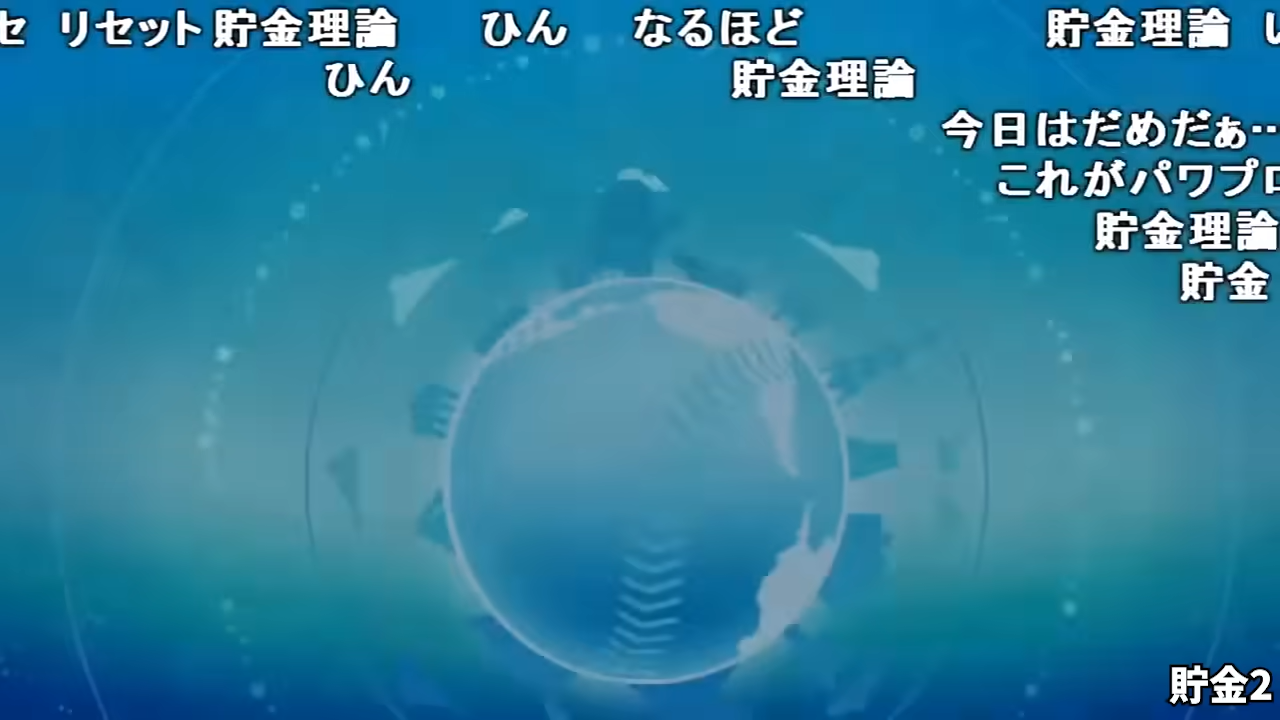 セ リセット 貯金理論 ひん なるほど 貯金理論
ひん 貯金理論
今日はだめだぁ…
これがパワプロ
貯金理論
貯金
貯金2